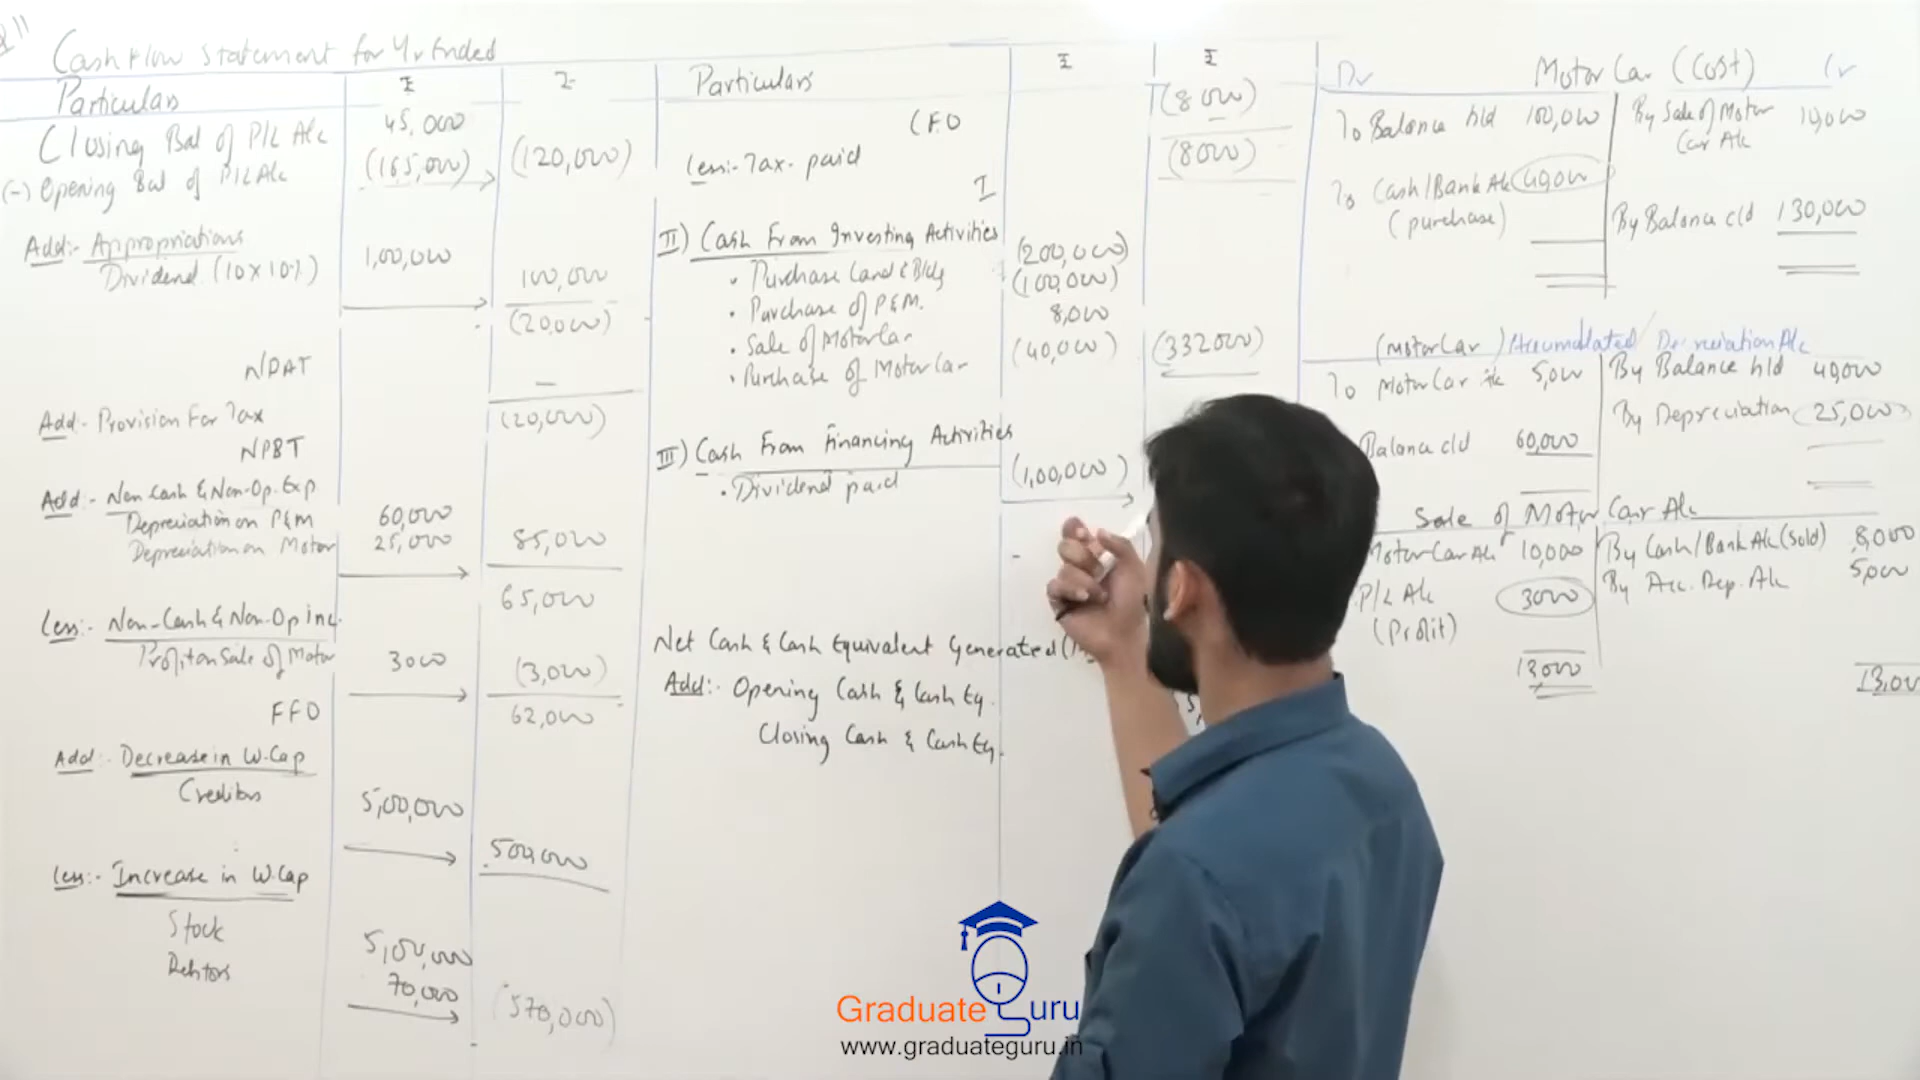 Q 11
Cash Flow Statement for Yr Ended
Particulars ₹ ₹
Closing Bal of P/L A/c 45,000
(-) Opening Bal of P/L A/c (165,000) (120,000)
Add:- Appropriations
Dividend (10x10%) 1,00,000 100,000
(20,000)
NPAT
Add:- Provision For Tax —
NPBT (20,000)
Add:- Non Cash & Non-Op. Exp
Depreciation on P&M 60,000
Depreciation on Motor 25,000 85,000
65,000
Less:- Non-Cash & Non-Op inc.
Profit on Sale of Motor 3000 (3,000)
FFO 62,000
Add:- Decrease in W.Cap
Creditors 5,00,000
500,000
Less:- Increase in W.Cap
Stock 5,00,000
Debtors 70,000 (570,000)
Particulars ₹ ₹
CFO (8000)
Less:- Tax paid (8000)
I
II) Cash From Investing Activities
• Purchase Land & Bldg (200,000)
• Purchase of P&M. (100,000)
• Sale of Motor Car 8,000
• Purchase of Motor Car (40,000) (332000)
III) Cash From Financing Activities
• Dividend paid (1,00,000)
Net Cash & Cash Equivalent Generated
Add:- Opening Cash & Cash Eq.
Closing Cash & Cash Eq.
Dr Motor Car (Cost) Cr
To Balance b/d 100,000 By Sale of Motor Car A/c 10,000
To Cash/Bank A/c (purchase) 40,000 By Balance c/d 130,000
(Motor Car) Accumulated Depreciation A/c
To Motor Car A/c 5,000 By Balance b/d 40,000
By Depreciation 25,000
Balance c/d 60,000
Sale of Motor Car A/c
Motor Car A/c 10,000 By Cash/Bank A/c (Sold) 8,000
P/L A/c (Profit) 3000 By Acc. Dep. A/c 5,000
13,000 13,00
Graduate Guru
www.graduateguru.in